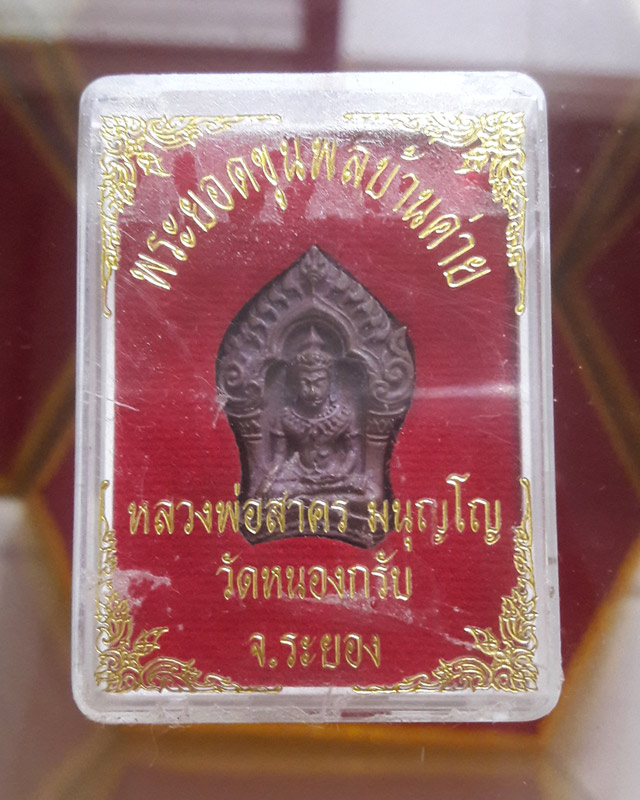 พระยอดขุนพลบ้านค่าย
หลวงพ่อสาคร มนุญโญ
วัดหนองกรับ
จ.ระยอง